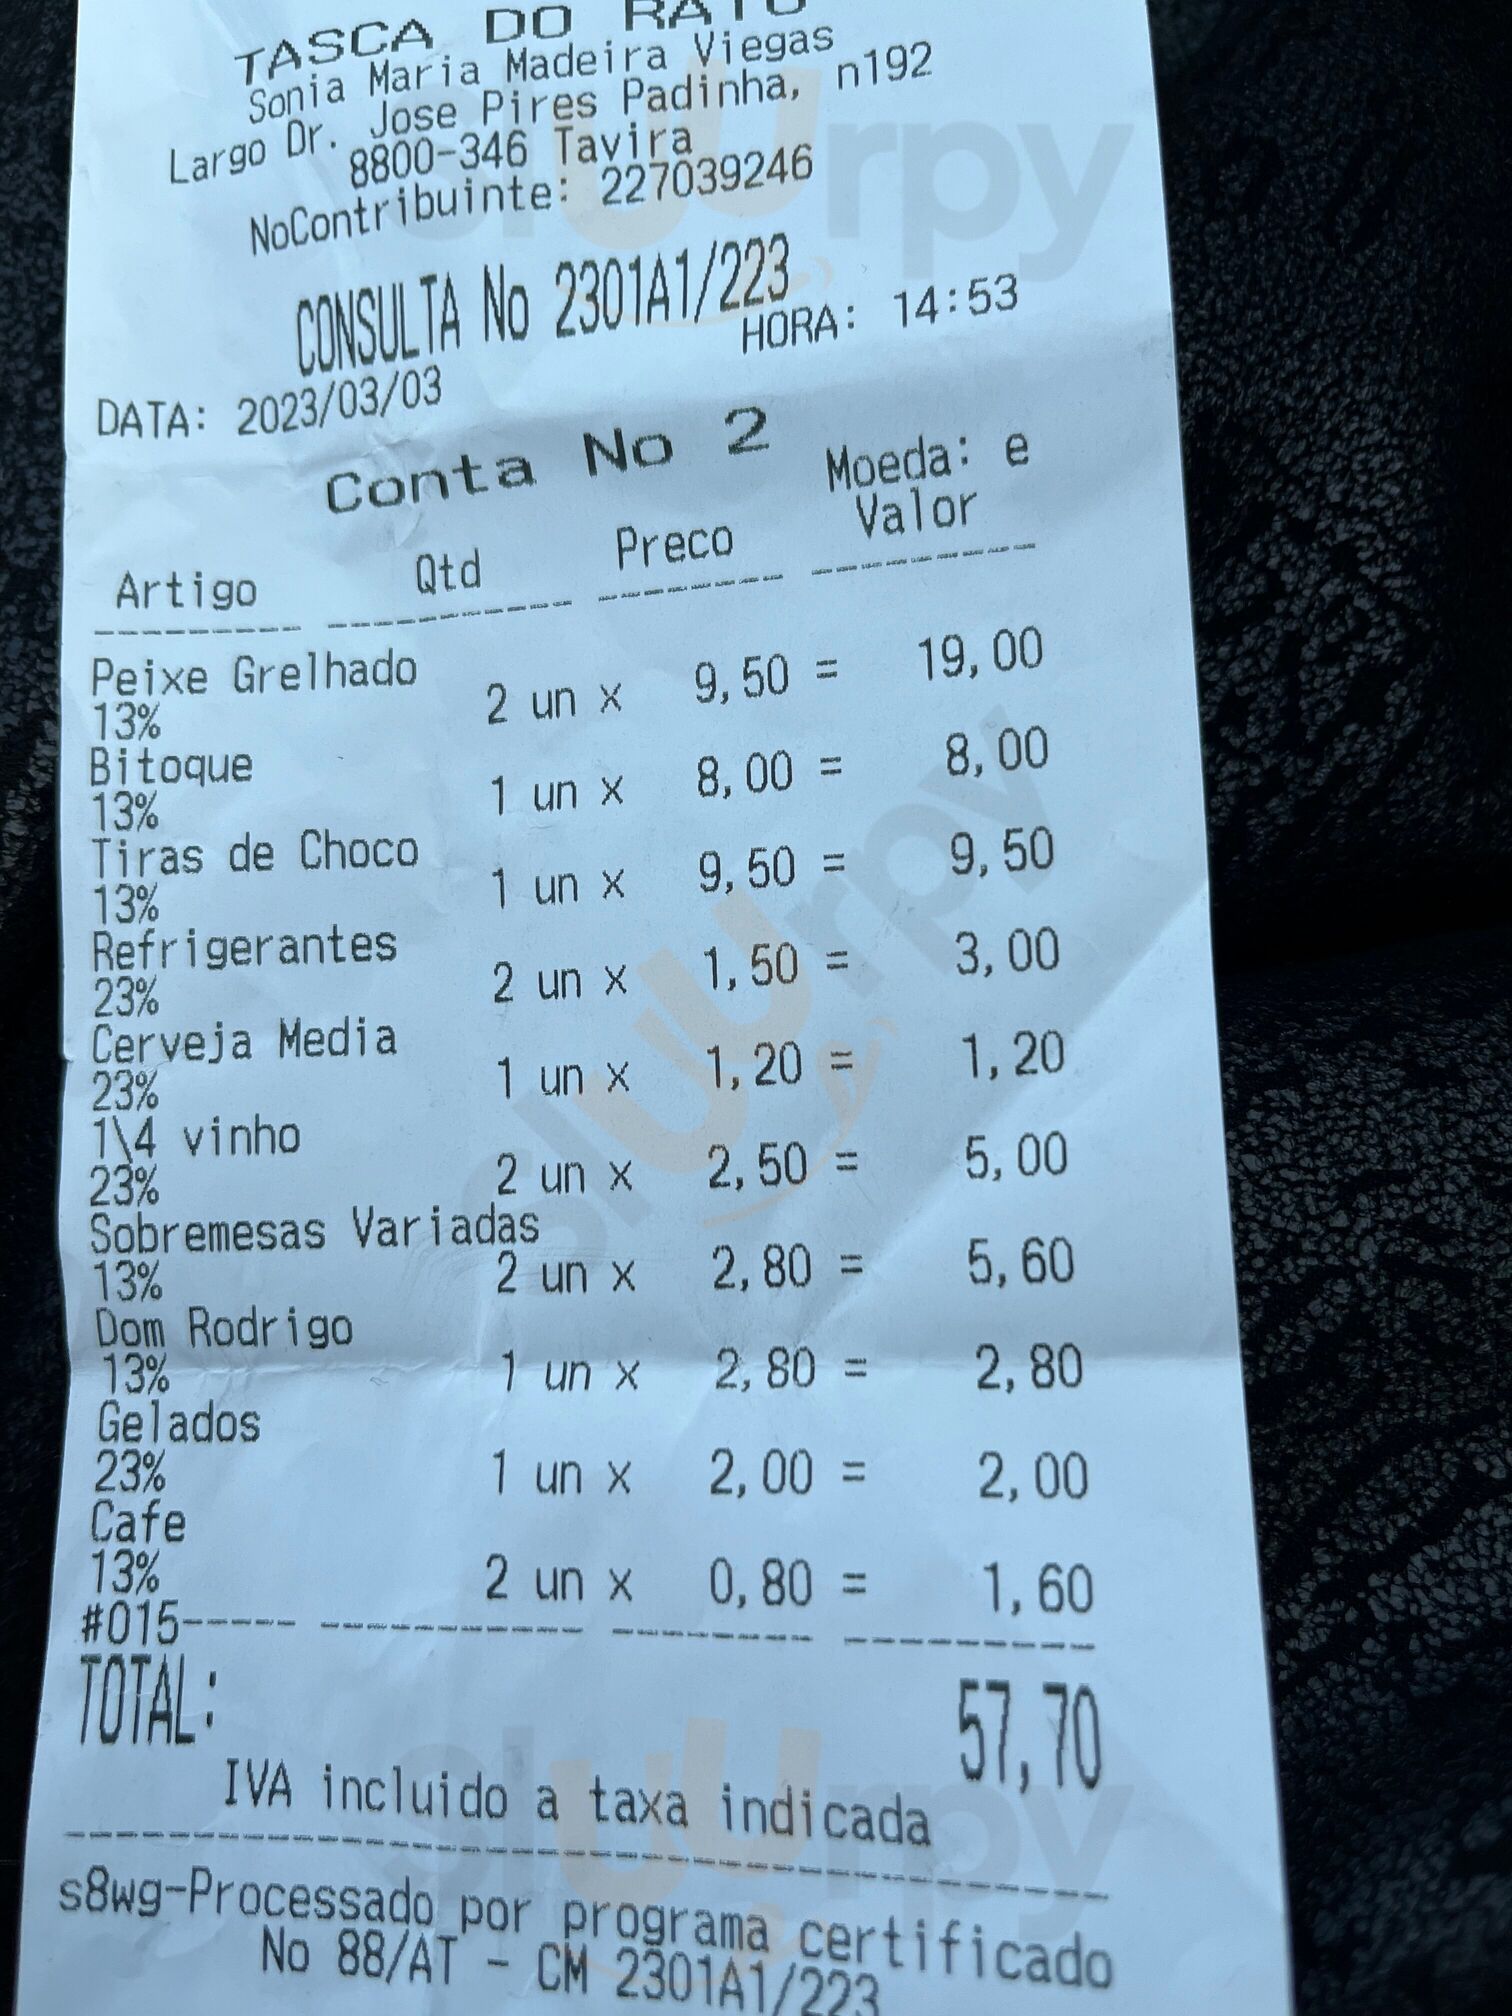 TASCA DO RATO
Sonia Maria Madeira Viegas
Largo Dr. Jose Pires Padinha, n192
8800-346 Tavira
NoContribuinte: 227039246
CONSULTA No 2301A1/223
DATA: 2023/03/03 HORA: 14:53
Conta No 2 Moeda: e
Artigo Qtd Preco Valor
Peixe Grelhado
13% 2 un x 9,50 = 19,00
Bitoque
13% 1 un x 8,00 = 8,00
Tiras de Choco
13% 1 un x 9,50 = 9,50
Refrigerantes
23% 2 un x 1,50 = 3,00
Cerveja Media
23% 1 un x 1,20 = 1,20
1\4 vinho
23% 2 un x 2,50 = 5,00
Sobremesas Variadas
13% 2 un x 2,80 = 5,60
Dom Rodrigo
13% 1 un x 2,80 = 2,80
Gelados
23% 1 un x 2,00 = 2,00
Cafe
13% 2 un x 0,80 = 1,60
#015
TOTAL: 57,70
IVA incluido a taxa indicada
s8wg-Processado por programa certificado
No 88/AT - CM 2301A1/223
slUUrpy
slUUrpy
slUUrpy